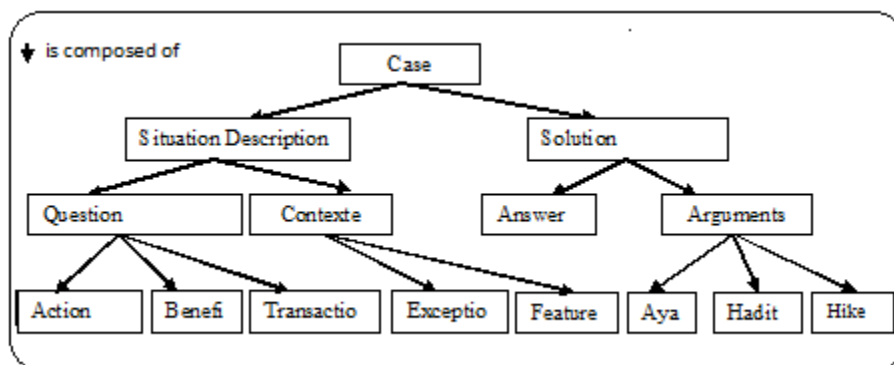 is composed of
Case
Situation Description
Solution
Question
Contexte
Answer
Arguments
Action
Benefi
Transactio
Exceptio
Feature
Aya
Hadit
Hike